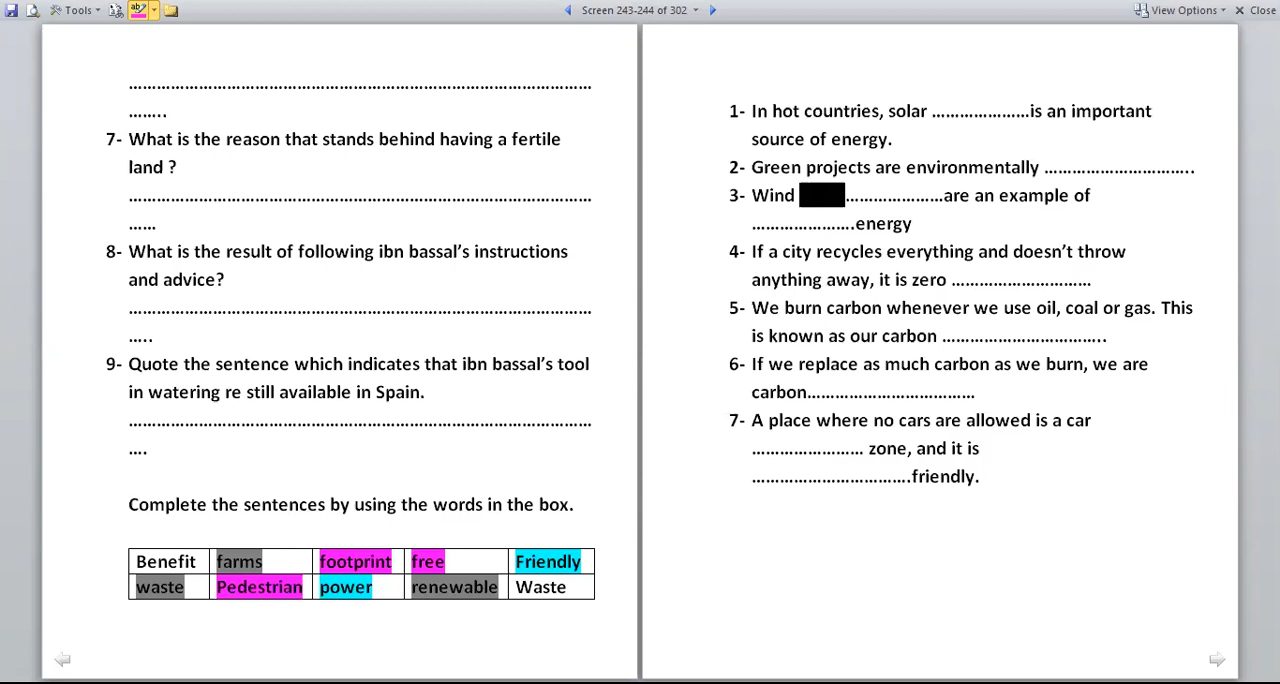 Tools
Screen 243-244 of 302
View Options
Close
……………………………………………………………………………………
……..
7- What is the reason that stands behind having a fertile
land ?
……………………………………………………………………………………
……
8- What is the result of following ibn bassal’s instructions
and advice?
……………………………………………………………………………………
…..
9- Quote the sentence which indicates that ibn bassal’s tool
in watering re still available in Spain.
……………………………………………………………………………………
….
Complete the sentences by using the words in the box.
Benefit farms footprint free Friendly
waste Pedestrian power renewable Waste
1- In hot countries, solar …………………is an important
source of energy.
2- Green projects are environmentally ………………………..
3- Wind …………………are an example of
………………….energy
4- If a city recycles everything and doesn’t throw
anything away, it is zero …………………………
5- We burn carbon whenever we use oil, coal or gas. This
is known as our carbon ……………………………..
6- If we replace as much carbon as we burn, we are
carbon………………………………
7- A place where no cars are allowed is a car
…………………… zone, and it is
…………………………….friendly.